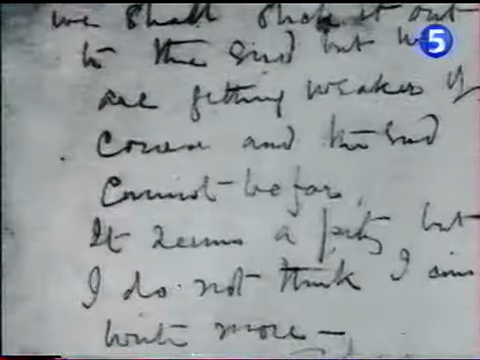 we shall stick it out
to the end but we 5
are getting weaker of
course and the end
cannot be far.
It seems a pity but
I do not think I can
write more —